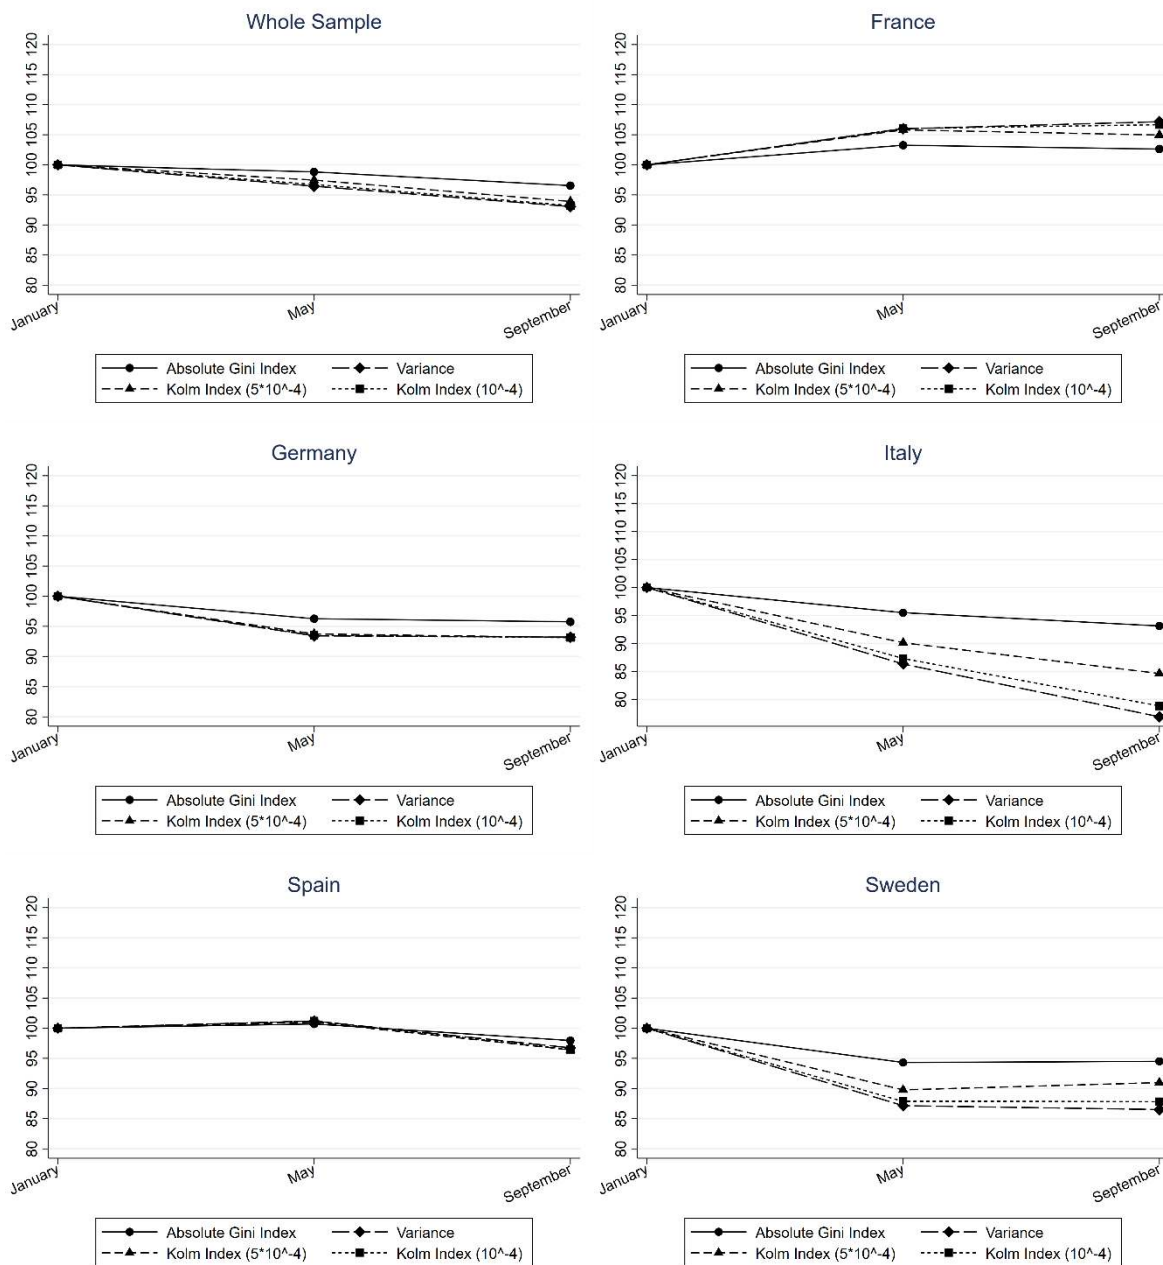 Whole Sample
120
115
110
105
100
95
90
85
80
January
May
September
Absolute Gini Index
Variance
Kolm Index (5*10^-4)
Kolm Index (10^-4)
France
120
115
110
105
100
95
90
85
80
January
May
September
Absolute Gini Index
Variance
Kolm Index (5*10^-4)
Kolm Index (10^-4)
Germany
120
115
110
105
100
95
90
85
80
January
May
September
Absolute Gini Index
Variance
Kolm Index (5*10^-4)
Kolm Index (10^-4)
Italy
120
115
110
105
100
95
90
85
80
January
May
September
Absolute Gini Index
Variance
Kolm Index (5*10^-4)
Kolm Index (10^-4)
Spain
120
115
110
105
100
95
90
85
80
January
May
September
Absolute Gini Index
Variance
Kolm Index (5*10^-4)
Kolm Index (10^-4)
Sweden
120
115
110
105
100
95
90
85
80
January
May
September
Absolute Gini Index
Variance
Kolm Index (5*10^-4)
Kolm Index (10^-4)